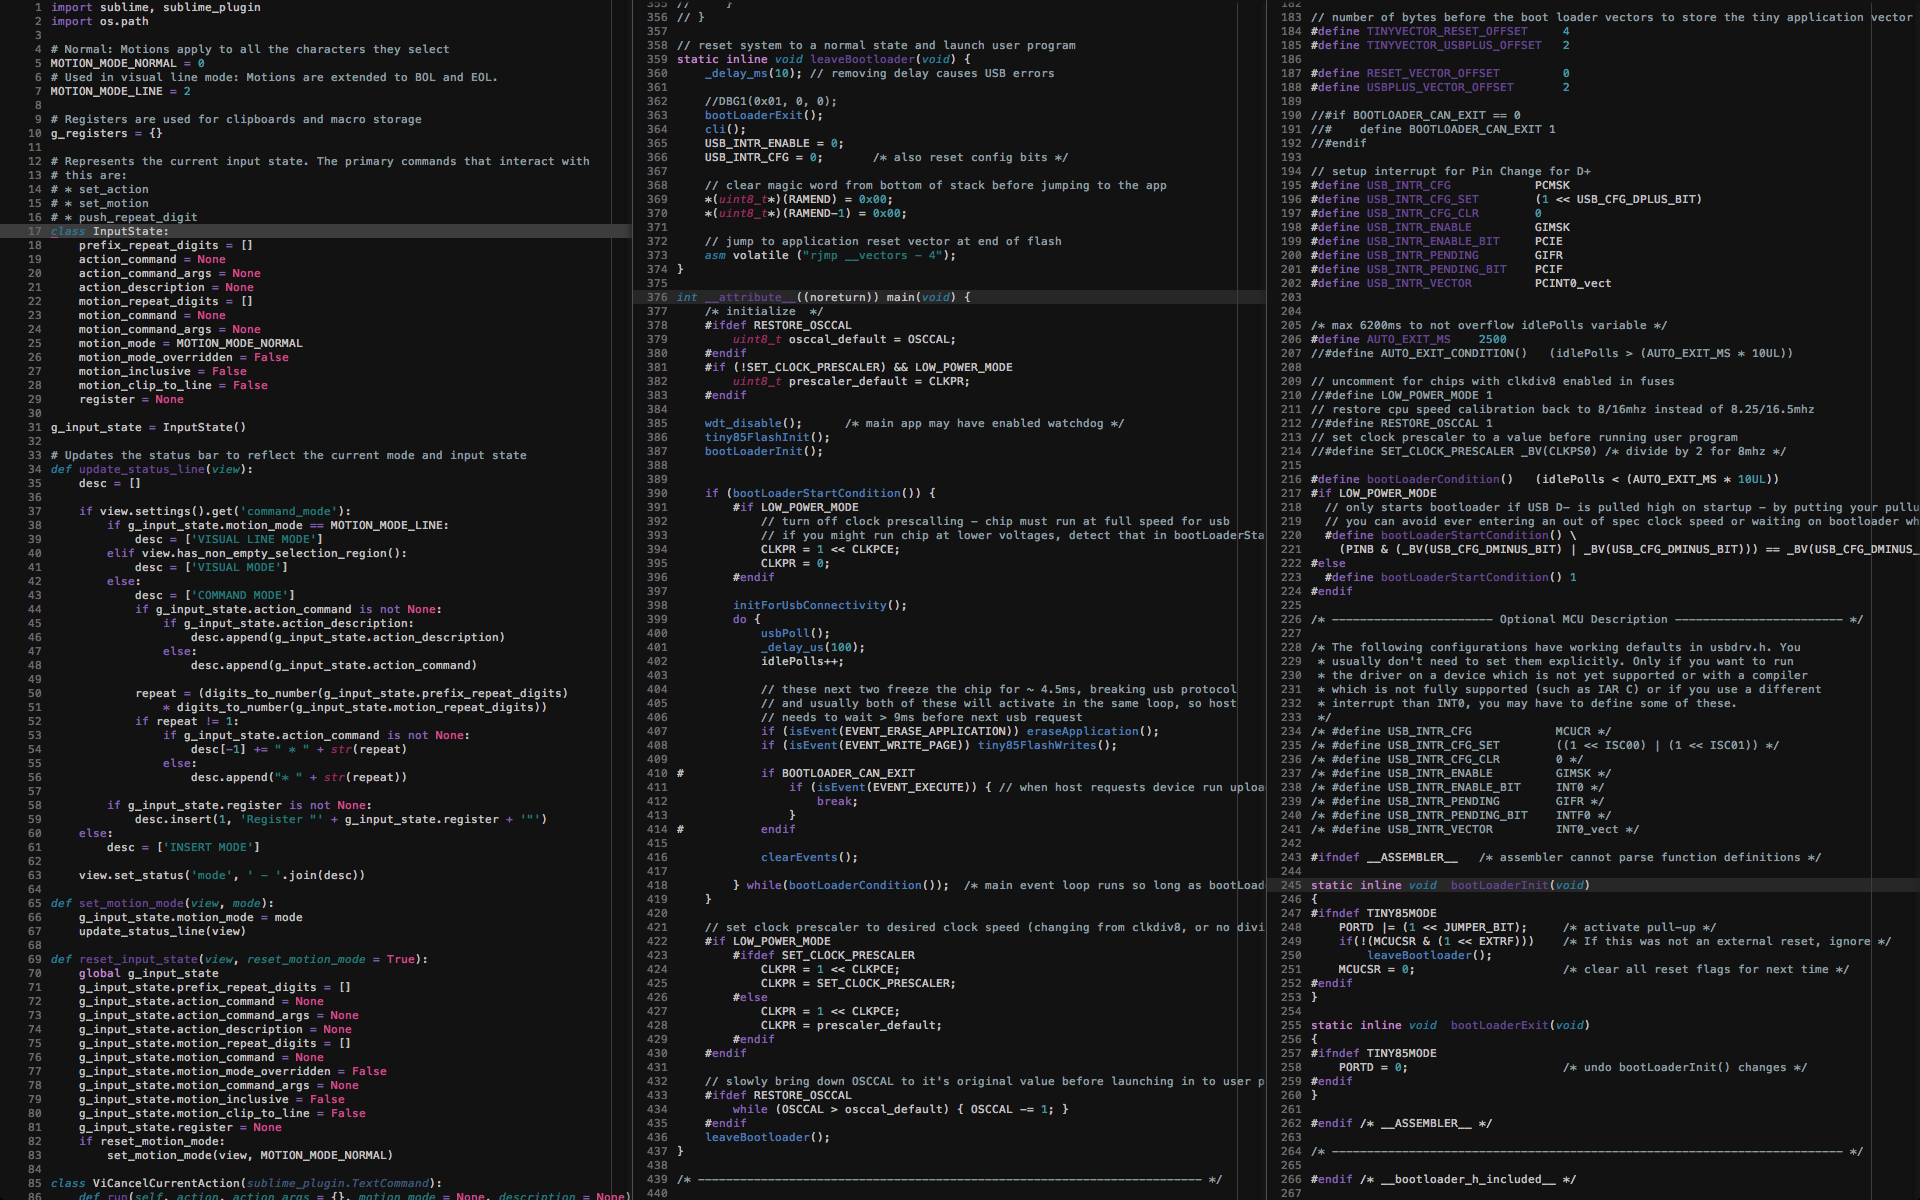 1 import sublime, sublime_plugin
2 import os.path
3
4 # Normal: Motions apply to all the characters they select
5 MOTION_MODE_NORMAL = 0
6 # Used in visual line mode: Motions are extended to BOL and EOL.
7 MOTION_MODE_LINE = 2
8
9 # Registers are used for clipboards and macro storage
10 g_registers = {}
11
12 # Represents the current input state. The primary commands that interact with
13 # this are:
14 # * set_action
15 # * set_motion
16 # * push_repeat_digit
17 class InputState:
18     prefix_repeat_digits = []
19     action_command = None
20     action_command_args = None
21     action_description = None
22     motion_repeat_digits = []
23     motion_command = None
24     motion_command_args = None
25     motion_mode = MOTION_MODE_NORMAL
26     motion_mode_overridden = False
27     motion_inclusive = False
28     motion_clip_to_line = False
29     register = None
30
31 g_input_state = InputState()
32
33 # Updates the status bar to reflect the current mode and input state
34 def update_status_line(view):
35     desc = []
36
37     if view.settings().get('command_mode'):
38         if g_input_state.motion_mode == MOTION_MODE_LINE:
39             desc = ['VISUAL LINE MODE']
40         elif view.has_non_empty_selection_region():
41             desc = ['VISUAL MODE']
42         else:
43             desc = ['COMMAND MODE']
44             if g_input_state.action_command is not None:
45                 if g_input_state.action_description:
46                     desc.append(g_input_state.action_description)
47                 else:
48                     desc.append(g_input_state.action_command)
49
50             repeat = (digits_to_number(g_input_state.prefix_repeat_digits)
51                 * digits_to_number(g_input_state.motion_repeat_digits))
52             if repeat != 1:
53                 if g_input_state.action_command is not None:
54                     desc[-1] += " * " + str(repeat)
55                 else:
56                     desc.append("* " + str(repeat))
57
58         if g_input_state.register is not None:
59             desc.insert(1, 'Register "' + g_input_state.register + '"')
60     else:
61         desc = ['INSERT MODE']
62
63     view.set_status('mode', ' - '.join(desc))
64
65 def set_motion_mode(view, mode):
66     g_input_state.motion_mode = mode
67     update_status_line(view)
68
69 def reset_input_state(view, reset_motion_mode = True):
70     global g_input_state
71     g_input_state.prefix_repeat_digits = []
72     g_input_state.action_command = None
73     g_input_state.action_command_args = None
74     g_input_state.action_description = None
75     g_input_state.motion_repeat_digits = []
76     g_input_state.motion_command = None
77     g_input_state.motion_mode_overridden = False
78     g_input_state.motion_command_args = None
79     g_input_state.motion_inclusive = False
80     g_input_state.motion_clip_to_line = False
81     g_input_state.register = None
82     if reset_motion_mode:
83         set_motion_mode(view, MOTION_MODE_NORMAL)
84
85 class ViCancelCurrentAction(sublime_plugin.TextCommand):
86     def run(self, action, action_args = {}, motion_mode = None, description = None)
355 //     }
356 // }
357
358 // reset system to a normal state and launch user program
359 static inline void leaveBootloader(void) {
360     _delay_ms(10); // removing delay causes USB errors
361
362     //DBG1(0x01, 0, 0);
363     bootLoaderExit();
364     cli();
365     USB_INTR_ENABLE = 0;
366     USB_INTR_CFG = 0;       /* also reset config bits */
367
368     // clear magic word from bottom of stack before jumping to the app
369     *(uint8_t*)(RAMEND) = 0x00;
370     *(uint8_t*)(RAMEND-1) = 0x00;
371
372     // jump to application reset vector at end of flash
373     asm volatile ("rjmp __vectors - 4");
374 }
375
376 int __attribute__((noreturn)) main(void) {
377     /* initialize  */
378     #ifdef RESTORE_OSCCAL
379         uint8_t osccal_default = OSCCAL;
380     #endif
381     #if (!SET_CLOCK_PRESCALER) && LOW_POWER_MODE
382         uint8_t prescaler_default = CLKPR;
383     #endif
384
385     wdt_disable();      /* main app may have enabled watchdog */
386     tiny85FlashInit();
387     bootLoaderInit();
388
389
390     if (bootLoaderStartCondition()) {
391         #if LOW_POWER_MODE
392             // turn off clock prescalling - chip must run at full speed for usb
393             // if you might run chip at lower voltages, detect that in bootLoaderSta
394             CLKPR = 1 << CLKPCE;
395             CLKPR = 0;
396         #endif
397
398         initForUsbConnectivity();
399         do {
400             usbPoll();
401             _delay_us(100);
402             idlePolls++;
403
404             // these next two freeze the chip for ~ 4.5ms, breaking usb protocol
405             // and usually both of these will activate in the same loop, so host
406             // needs to wait > 9ms before next usb request
407             if (isEvent(EVENT_ERASE_APPLICATION)) eraseApplication();
408             if (isEvent(EVENT_WRITE_PAGE)) tiny85FlashWrites();
409
410 #           if BOOTLOADER_CAN_EXIT
411                 if (isEvent(EVENT_EXECUTE)) { // when host requests device run uploa
412                     break;
413                 }
414 #           endif
415
416             clearEvents();
417
418         } while(bootLoaderCondition());  /* main event loop runs so long as bootLoad
419     }
420
421     // set clock prescaler to desired clock speed (changing from clkdiv8, or no divi
422     #if LOW_POWER_MODE
423         #ifdef SET_CLOCK_PRESCALER
424             CLKPR = 1 << CLKPCE;
425             CLKPR = SET_CLOCK_PRESCALER;
426         #else
427             CLKPR = 1 << CLKPCE;
428             CLKPR = prescaler_default;
429         #endif
430     #endif
431
432     // slowly bring down OSCCAL to it's original value before launching in to user p
433     #ifdef RESTORE_OSCCAL
434         while (OSCCAL > osccal_default) { OSCCAL -= 1; }
435     #endif
436     leaveBootloader();
437 }
438
439 /* ------------------------------------------------------------------------ */
440
182
183 // number of bytes before the boot loader vectors to store the tiny application vector
184 #define TINYVECTOR_RESET_OFFSET     4
185 #define TINYVECTOR_USBPLUS_OFFSET   2
186
187 #define RESET_VECTOR_OFFSET         0
188 #define USBPLUS_VECTOR_OFFSET       2
189
190 //#if BOOTLOADER_CAN_EXIT == 0
191 //#    define BOOTLOADER_CAN_EXIT 1
192 //#endif
193
194 // setup interrupt for Pin Change for D+
195 #define USB_INTR_CFG            PCMSK
196 #define USB_INTR_CFG_SET        (1 << USB_CFG_DPLUS_BIT)
197 #define USB_INTR_CFG_CLR        0
198 #define USB_INTR_ENABLE         GIMSK
199 #define USB_INTR_ENABLE_BIT     PCIE
200 #define USB_INTR_PENDING        GIFR
201 #define USB_INTR_PENDING_BIT    PCIF
202 #define USB_INTR_VECTOR         PCINT0_vect
203
204
205 /* max 6200ms to not overflow idlePolls variable */
206 #define AUTO_EXIT_MS    2500
207 //#define AUTO_EXIT_CONDITION()   (idlePolls > (AUTO_EXIT_MS * 10UL))
208
209 // uncomment for chips with clkdiv8 enabled in fuses
210 //#define LOW_POWER_MODE 1
211 // restore cpu speed calibration back to 8/16mhz instead of 8.25/16.5mhz
212 //#define RESTORE_OSCCAL 1
213 // set clock prescaler to a value before running user program
214 //#define SET_CLOCK_PRESCALER _BV(CLKPS0) /* divide by 2 for 8mhz */
215
216 #define bootLoaderCondition()   (idlePolls < (AUTO_EXIT_MS * 10UL))
217 #if LOW_POWER_MODE
218   // only starts bootloader if USB D- is pulled high on startup - by putting your pullu
219   // you can avoid ever entering an out of spec clock speed or waiting on bootloader wh
220   #define bootLoaderStartCondition() \
221     (PINB & (_BV(USB_CFG_DMINUS_BIT) | _BV(USB_CFG_DMINUS_BIT))) == _BV(USB_CFG_DMINUS_
222 #else
223   #define bootLoaderStartCondition() 1
224 #endif
225
226 /* ----------------------- Optional MCU Description ------------------------ */
227
228 /* The following configurations have working defaults in usbdrv.h. You
229  * usually don't need to set them explicitly. Only if you want to run
230  * the driver on a device which is not yet supported or with a compiler
231  * which is not fully supported (such as IAR C) or if you use a different
232  * interrupt than INT0, you may have to define some of these.
233  */
234 /* #define USB_INTR_CFG            MCUCR */
235 /* #define USB_INTR_CFG_SET        ((1 << ISC00) | (1 << ISC01)) */
236 /* #define USB_INTR_CFG_CLR        0 */
237 /* #define USB_INTR_ENABLE         GIMSK */
238 /* #define USB_INTR_ENABLE_BIT     INT0 */
239 /* #define USB_INTR_PENDING        GIFR */
240 /* #define USB_INTR_PENDING_BIT    INTF0 */
241 /* #define USB_INTR_VECTOR         INT0_vect */
242
243 #ifndef __ASSEMBLER__   /* assembler cannot parse function definitions */
244
245 static inline void  bootLoaderInit(void)
246 {
247 #ifndef TINY85MODE
248     PORTD |= (1 << JUMPER_BIT);     /* activate pull-up */
249     if(!(MCUCSR & (1 << EXTRF)))    /* If this was not an external reset, ignore */
250         leaveBootloader();
251     MCUCSR = 0;                     /* clear all reset flags for next time */
252 #endif
253 }
254
255 static inline void  bootLoaderExit(void)
256 {
257 #ifndef TINY85MODE
258     PORTD = 0;                      /* undo bootLoaderInit() changes */
259 #endif
260 }
261
262 #endif /* __ASSEMBLER__ */
263
264 /* ------------------------------------------------------------------------- */
265
266 #endif /* __bootloader_h_included__ */
267